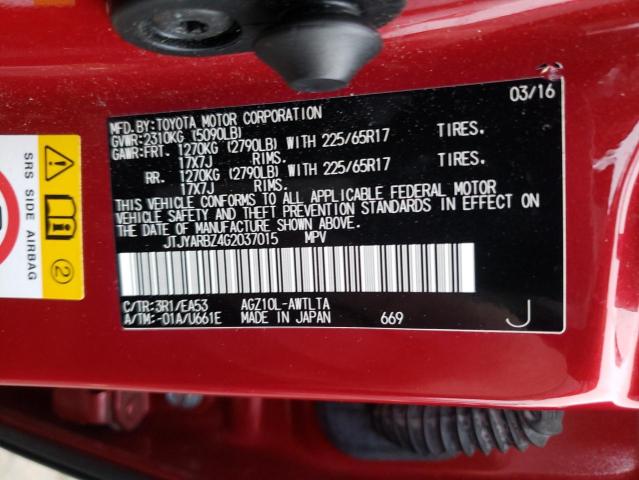 03/16
MFD.BY:TOYOTA MOTOR CORPORATION
GVWR:2310KG (5090LB)
GAWR:FRT. 1270KG (2790LB) WITH 225/65R17 TIRES.
17X7J RIMS.
RR. 1270KG (2790LB) WITH 225/65R17 TIRES.
17X7J RIMS.
THIS VEHICLE CONFORMS TO ALL APPLICABLE FEDERAL MOTOR
VEHICLE SAFETY AND THEFT PREVENTION STANDARDS IN EFFECT ON
THE DATE OF MANUFACTURE SHOWN ABOVE.
JTJYARBZ4G2037015 MPV
C/TR:3R1/EA53 AGZ10L-AWTLTA
A/TM:-01A/U661E MADE IN JAPAN 669 J
SRS SIDE AIRBAG
2